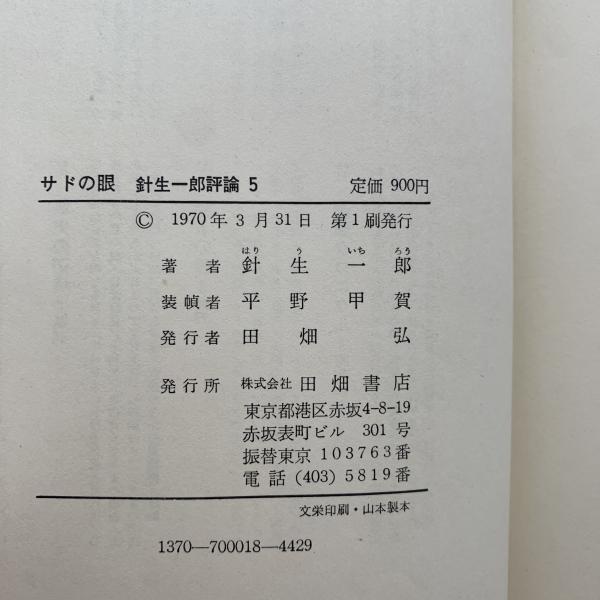 サドの眼 針生一郎評論 5 定価 900円
© 1970年 3 月 31日 第1刷発行
はり う いち ろう
著者 針生一郎
装幀者 平野甲賀
発行者 田畑弘
発行所 株式会社 田畑書店
東京都港区赤坂4-8-19
赤坂表町ビル 301 号
振替東京 103763番
電話 (403) 5819番
文栄印刷・山本製本
1370—700018—4429